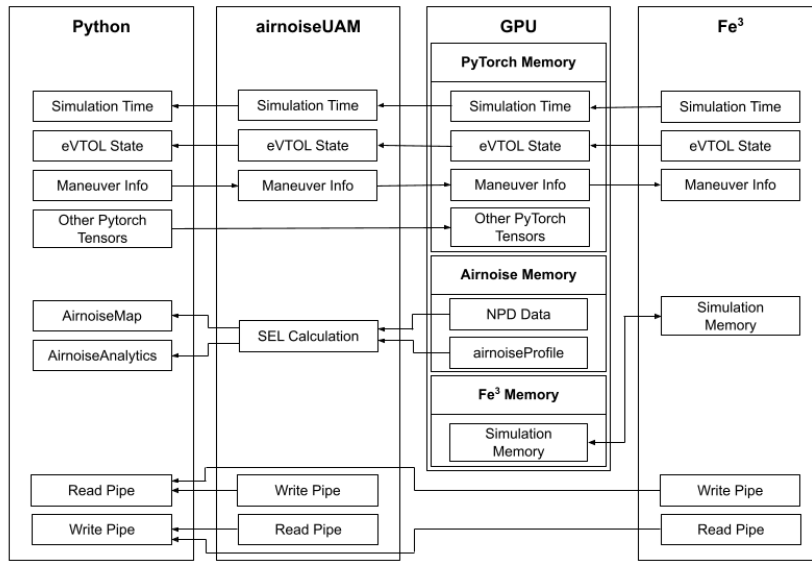 Python
airnoiseUAM
GPU
Fe³
PyTorch Memory
Simulation Time
Simulation Time
Simulation Time
Simulation Time
eVTOL State
eVTOL State
eVTOL State
eVTOL State
Maneuver Info
Maneuver Info
Maneuver Info
Maneuver Info
Other Pytorch
Tensors
Other PyTorch
Tensors
Airnoise Memory
AirnoiseMap
AirnoiseAnalytics
SEL Calculation
NPD Data
airnoiseProfile
Simulation
Memory
Fe³ Memory
Simulation
Memory
Read Pipe
Write Pipe
Write Pipe
Write Pipe
Read Pipe
Read Pipe